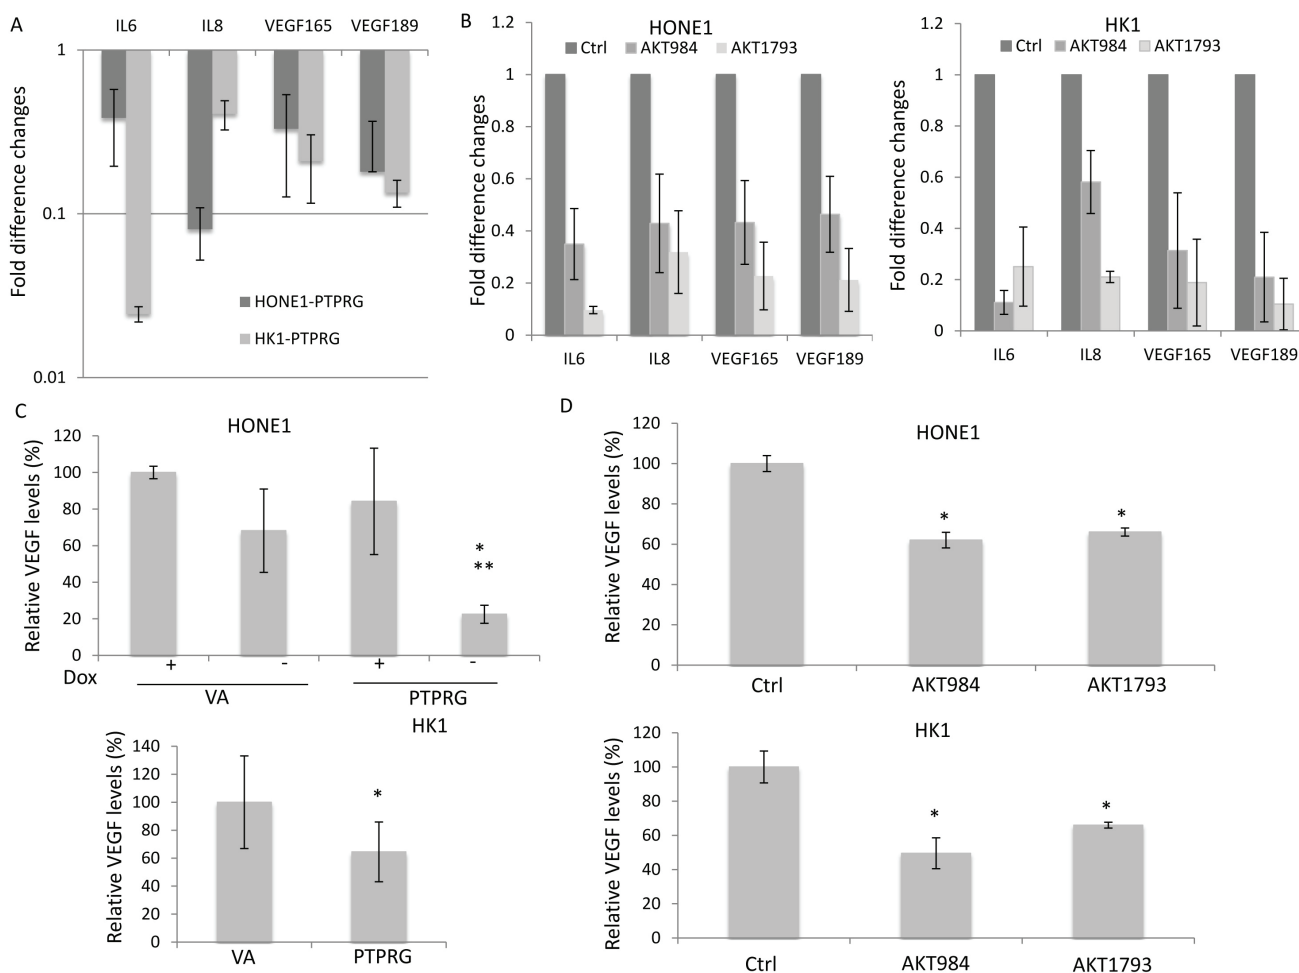 A
IL6 IL8 VEGF165 VEGF189
Fold difference changes
1
0.1
0.01
HONE1-PTPRG
HK1-PTPRG
B
HONE1
Ctrl AKT984 AKT1793
Fold difference changes
1.2
1
0.8
0.6
0.4
0.2
0
IL6 IL8 VEGF165 VEGF189
HK1
Ctrl AKT984 AKT1793
Fold difference changes
1.2
1
0.8
0.6
0.4
0.2
0
IL6 IL8 VEGF165 VEGF189
C
HONE1
Relative VEGF levels (%)
120
100
80
60
40
20
0
*
**
Dox + - + -
VA PTPRG
HK1
Relative VEGF levels (%)
140
120
100
80
60
40
20
0
*
VA PTPRG
D
HONE1
Relative VEGF levels (%)
120
100
80
60
40
20
0
* *
Ctrl AKT984 AKT1793
HK1
Relative VEGF levels (%)
120
100
80
60
40
20
0
* *
Ctrl AKT984 AKT1793